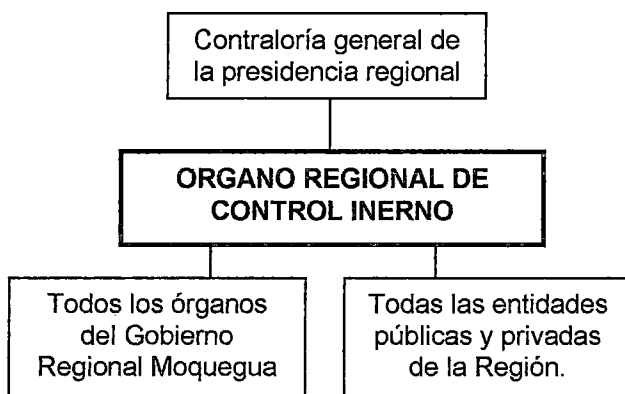 Contraloría general de
la presidencia regional
ORGANO REGIONAL DE
CONTROL INERNO
Todos los órganos
del Gobierno
Regional Moquegua
Todas las entidades
públicas y privadas
de la Región.